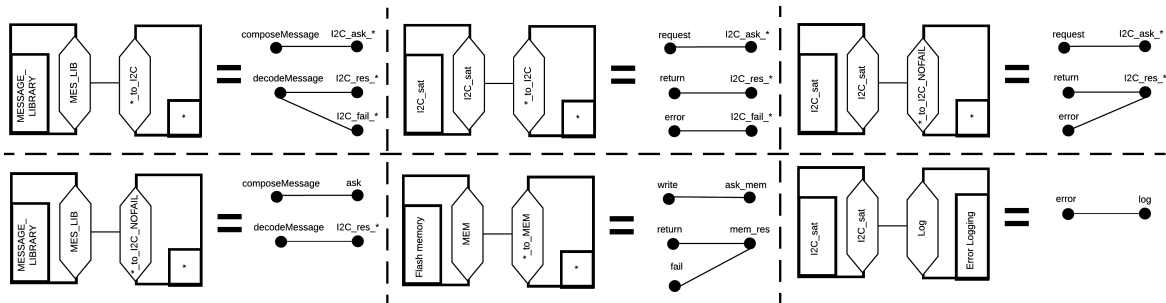 MESSAGE_
LIBRARY
MES_LIB
*_to_I2C
*
=
composeMessage I2C_ask_*
decodeMessage I2C_res_*
I2C_fail_*
I2C_sat
I2C_sat
*_to_I2C
*
=
request I2C_ask_*
return I2C_res_*
error I2C_fail_*
I2C_sat
I2C_sat
*_to_I2C_NOFAIL
*
=
request I2C_ask_*
return I2C_res_*
error
MESSAGE_
LIBRARY
MES_LIB
*_to_I2C_NOFAIL
*
=
composeMessage ask
decodeMessage I2C_res_*
Flash memory
MEM
*_to_MEM
*
=
write ask_mem
return mem_res
fail
I2C_sat
I2C_sat
Log
Error Logging
=
error log